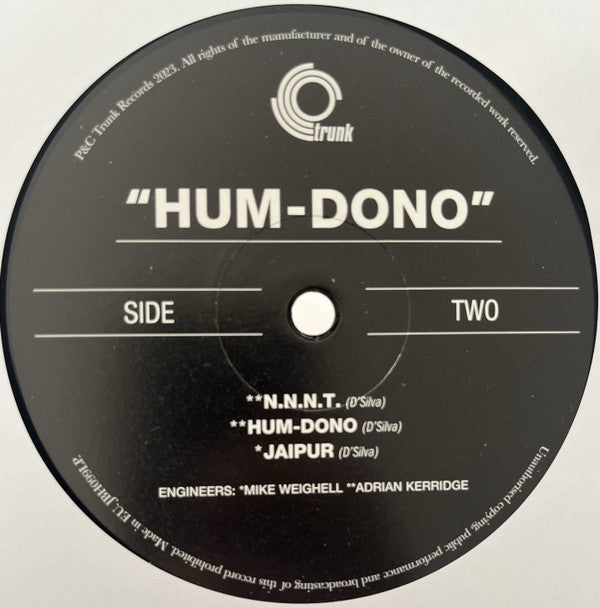 P&C Trunk Records 2023. All rights of the manufacturer and of the owner of the recorded work reserved.
trunk
“HUM-DONO”
SIDE TWO
**N.N.N.T. (D'Silva)
**HUM-DONO (D'Silva)
*JAIPUR (D'Silva)
ENGINEERS: *MIKE WEIGHELL **ADRIAN KERRIDGE
Unauthorised copying, public performance and broadcasting of this record prohibited. Made in EU. JBH099LP.